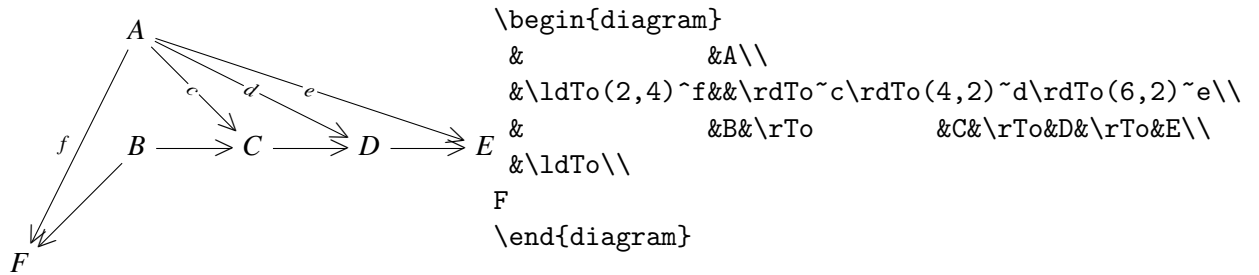 A
c d e
f B C D E
F
\begin{diagram}
& &A\\
&\ldTo(2,4)^f&&\rdTo~c\rdTo(4,2)~d\rdTo(6,2)~e\\
& &B&\rTo &C&\rTo&D&\rTo&E\\
&\ldTo\\
F
\end{diagram}